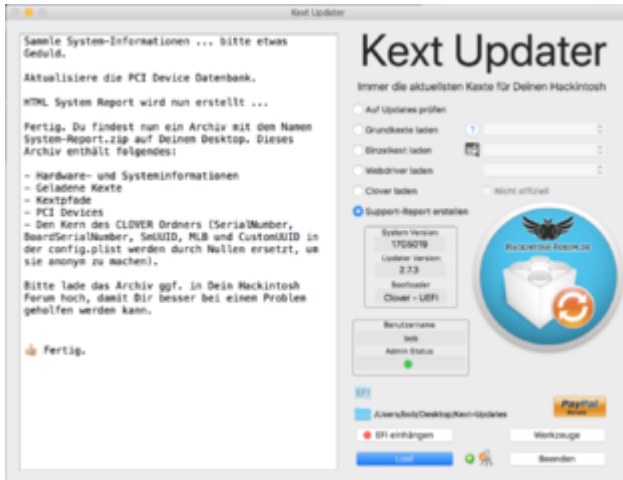 Kext Updater
Sammle System-Informationen ... bitte etwas
Geduld.
Aktualisiere die PCI Device Datenbank.
HTML System Report wird nun erstellt ...
Fertig. Du findest nun ein Archiv mit dem Namen
System-Report.zip auf Deinem Desktop. Dieses
Archiv enthält folgendes:
- Hardware- und Systeminformationen
- Geladene Kexte
- Kextpfade
- PCI Devices
- Den Kern des CLOVER Ordners (SerialNumber,
BoardSerialNumber, SmUUID, MLB und CustomUUID in
der config.plist werden durch Nullen ersetzt, um
sie anonym zu machen).
Bitte lade das Archiv ggf. in Dein Hackintosh
Forum hoch, damit Dir besser bei einem Problem
geholfen werden kann.
Fertig.
Kext Updater
Immer die aktuellsten Kexte für Deinen Hackintosh
Auf Updates prüfen
Grundkexte laden ?
Einzelkext laden
Webdriver laden
Clover laden
Nicht offiziell
Support-Report erstellen
System Version
17G5019
Updater Version
2.7.3
Bootloader
Clover - UEFI
Hackintosh-Forum.de
Benutzername
bob
Admin Status
EFI
/Users/bob/Desktop/Kext-Updates
PayPal
EFI einhängen
Werkzeuge
Los!
Beenden